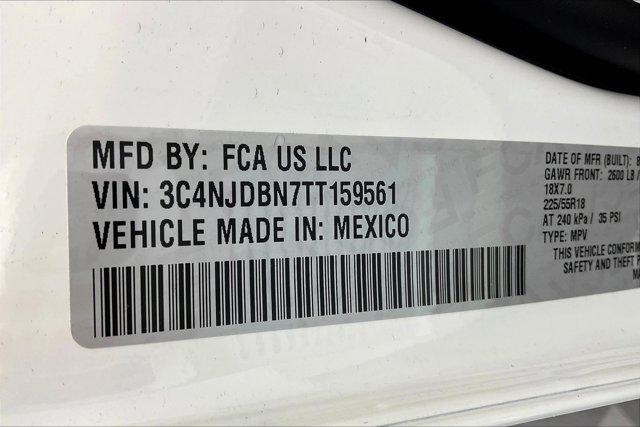 MFD BY: FCA US LLC
VIN: 3C4NJDBN7TT159561
VEHICLE MADE IN: MEXICO
DATE OF MFR (BUILT): 8
GAWR FRONT: 2600 LB /
18X7.0
225/55R18
AT 240 kPa / 35 PSI
TYPE: MPV
THIS VEHICLE CONFORM
SAFETY AND THEFT P